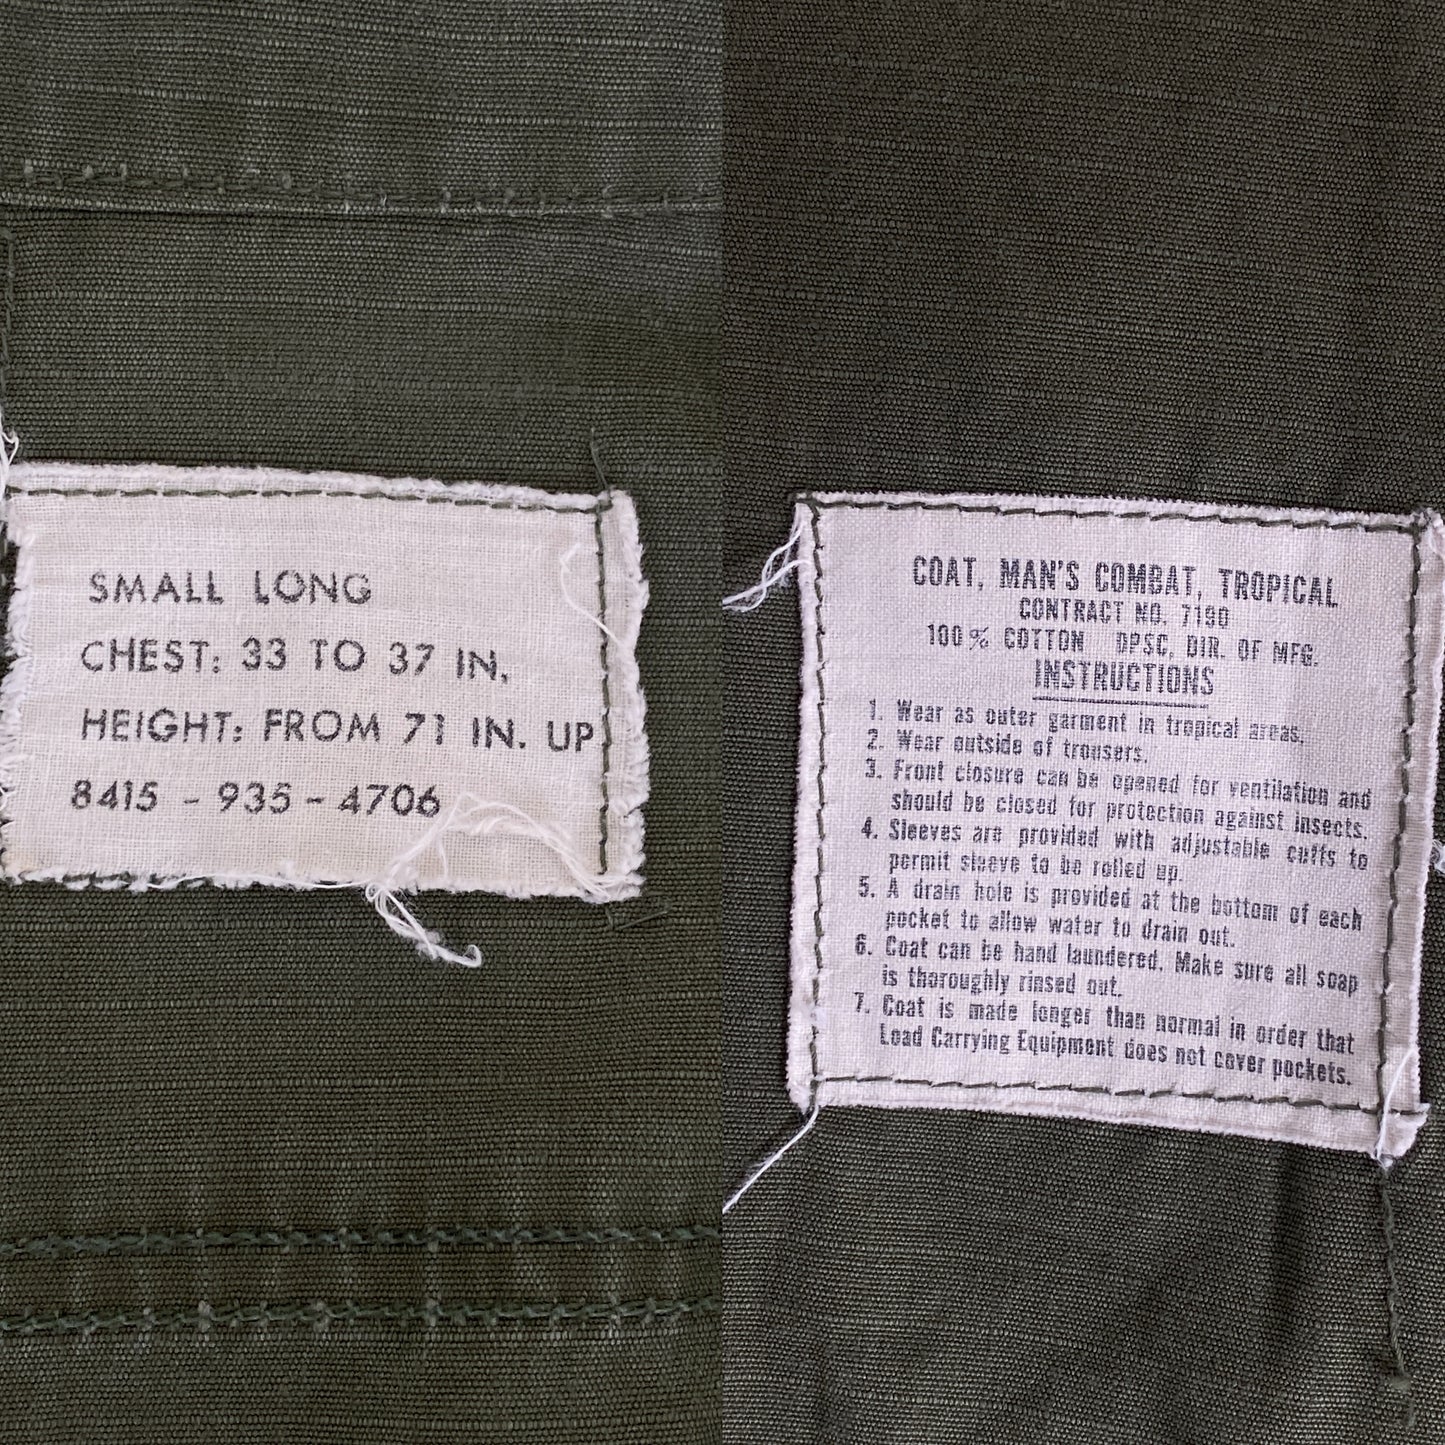 SMALL LONG
CHEST: 33 TO 37 IN.
HEIGHT: FROM 71 IN. UP
8415 - 935 - 4706
COAT, MAN'S COMBAT, TROPICAL
CONTRACT NO. 7190
100% COTTON DPSC, DIR. OF MFG.
INSTRUCTIONS
1. Wear as outer garment in tropical areas.
2. Wear outside of trousers.
3. Front closure can be opened for ventilation and
should be closed for protection against insects.
4. Sleeves are provided with adjustable cuffs to
permit sleeve to be rolled up.
5. A drain hole is provided at the bottom of each
pocket to allow water to drain out.
6. Coat can be hand laundered. Make sure all soap
is thoroughly rinsed out.
7. Coat is made longer than normal in order that
Load Carrying Equipment does not cover pockets.